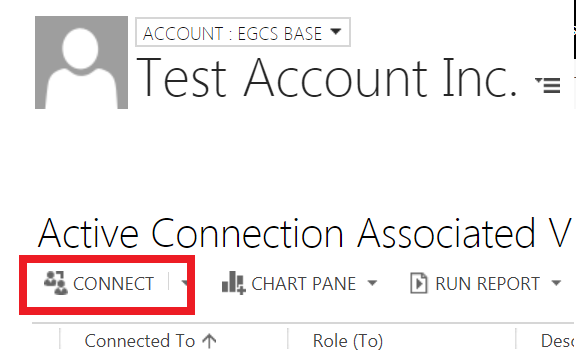 ACCOUNT : EGCS BASE
Test Account Inc.
Active Connection Associated V
CONNECT CHART PANE RUN REPORT
Connected To Role (To) Desc